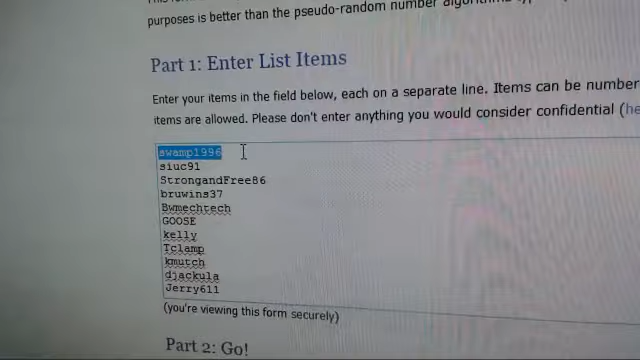 purposes is better than the pseudo-random number
Part 1: Enter List Items
Enter your items in the field below, each on a separate line. Items can be number
items are allowed. Please don't enter anything you would consider confidential (he
swamp1996
siuc91
StrongandFree86
bruwins37
Bwmechtech
GOOSE
kelly
Tclamp
kmutch
djackula
Jerry611
(you're viewing this form securely)
Part 2: Go!